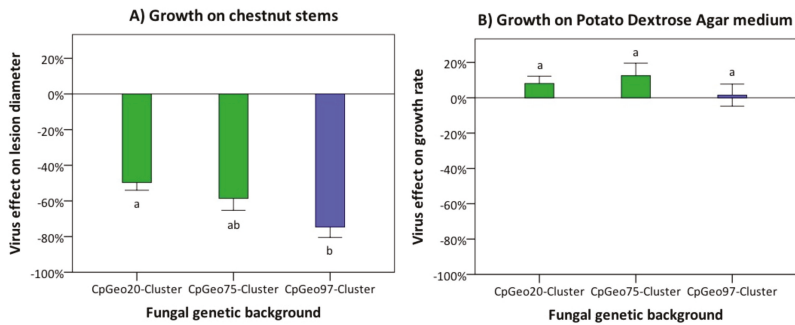 A) Growth on chestnut stems
Virus effect on lesion diameter
20%
0%
-20%
-40%
-60%
-80%
-100%
a
ab
b
CpGeo20-Cluster CpGeo75-Cluster CpGeo97-Cluster
Fungal genetic background
B) Growth on Potato Dextrose Agar medium
Virus effect on growth rate
20%
0%
-20%
-40%
-60%
-80%
-100%
a
a
a
CpGeo20-Cluster CpGeo75-Cluster CpGeo97-Cluster
Fungal genetic background